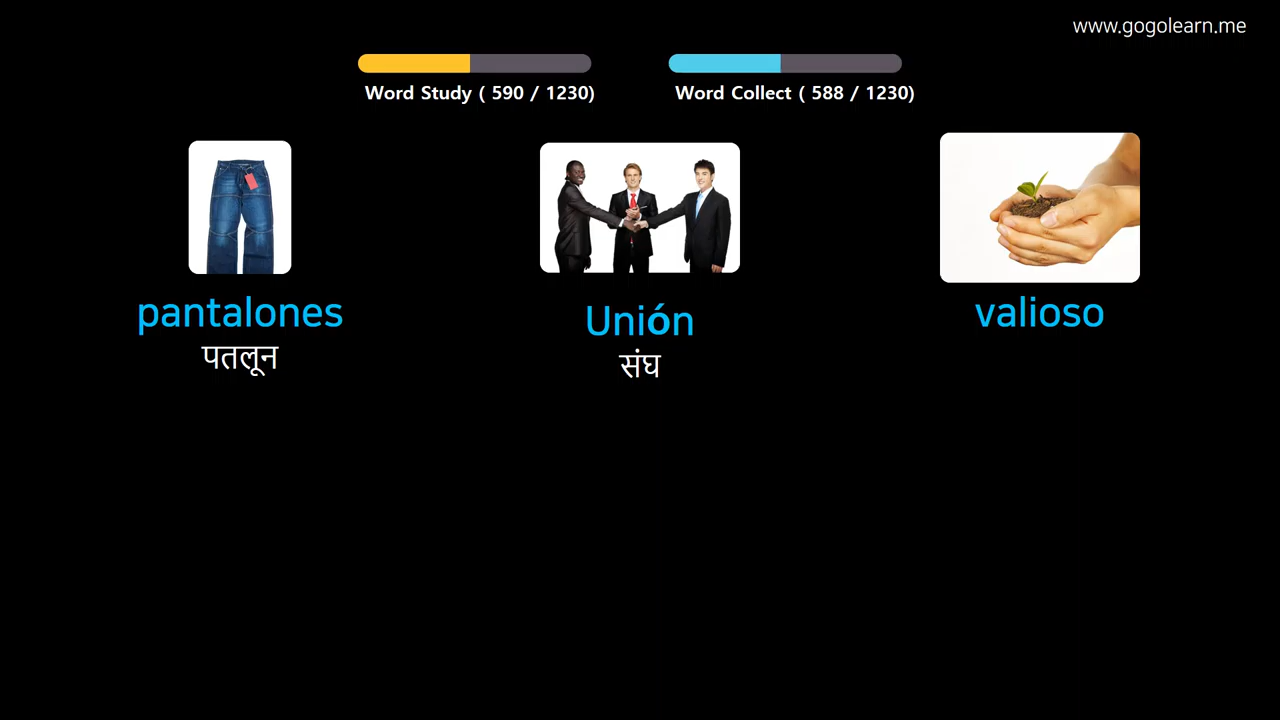 www.gogolearn.me
Word Study ( 590 / 1230)
Word Collect ( 588 / 1230)
pantalones
पतलून
Unión
संघ
valioso